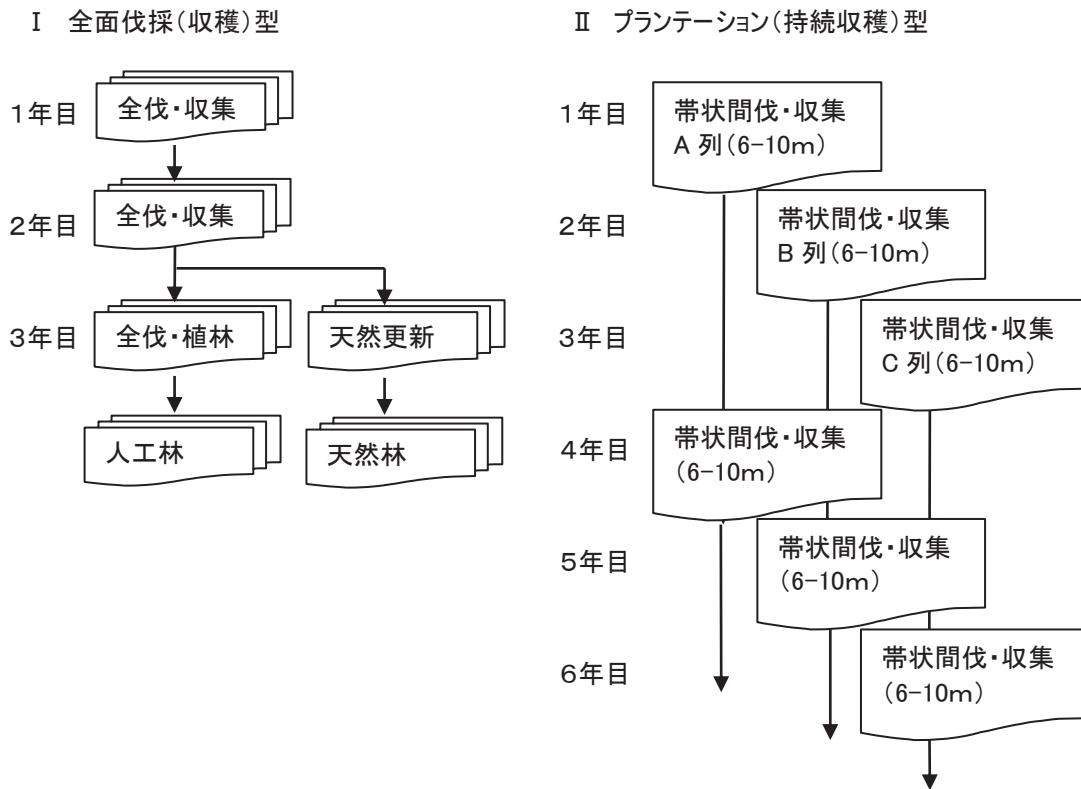 Ⅰ 全面伐採(収穫)型
1年目
全伐・収集
2年目
全伐・収集
3年目
全伐・植林
天然更新
人工林
天然林
Ⅱ プランテーション(持続収穫)型
1年目
帯状間伐・収集
A 列(6-10m)
2年目
帯状間伐・収集
B 列(6-10m)
3年目
帯状間伐・収集
C 列(6-10m)
4年目
帯状間伐・収集
(6-10m)
5年目
帯状間伐・収集
(6-10m)
6年目
帯状間伐・収集
(6-10m)